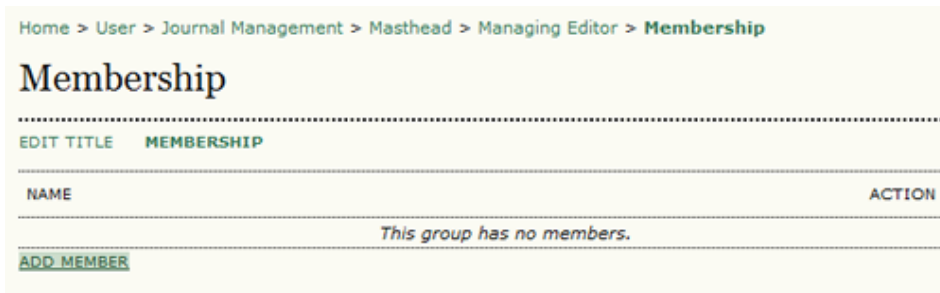 Home > User > Journal Management > Masthead > Managing Editor > Membership
Membership
EDIT TITLE MEMBERSHIP
NAME ACTION
This group has no members.
ADD MEMBER